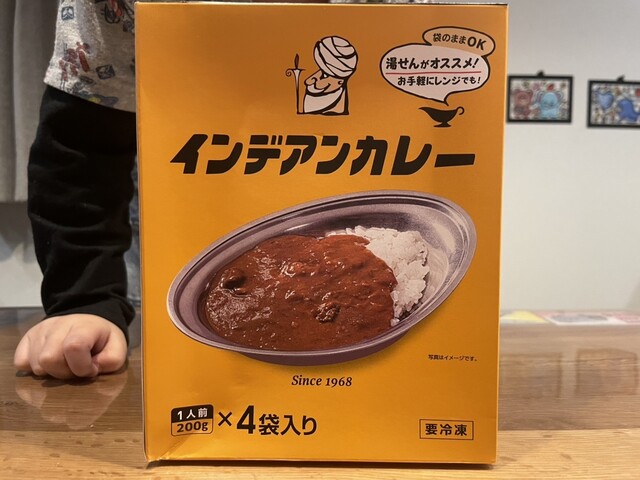 袋のままOK
湯せんがオススメ!
お手軽にレンジでも!
インデアンカレー
写真はイメージです。
Since 1968
1人前
200g
×4袋入り
要冷凍